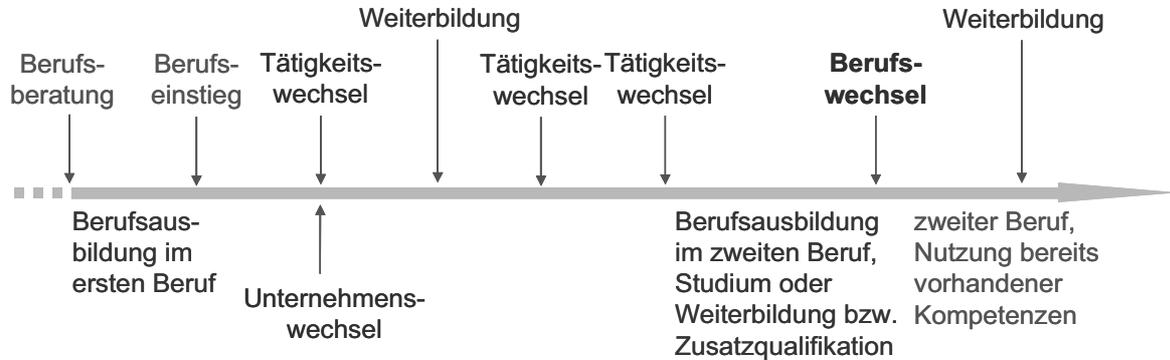 Weiterbildung
Weiterbildung
Berufs-
beratung
Berufs-
einstieg
Tätigkeits-
wechsel
Tätigkeits-
wechsel
Tätigkeits-
wechsel
Berufs-
wechsel
Berufsaus-
bildung im
ersten Beruf
Unternehmens-
wechsel
Berufsausbildung
im zweiten Beruf,
Studium oder
Weiterbildung bzw.
Zusatzqualifikation
zweiter Beruf,
Nutzung bereits
vorhandener
Kompetenzen